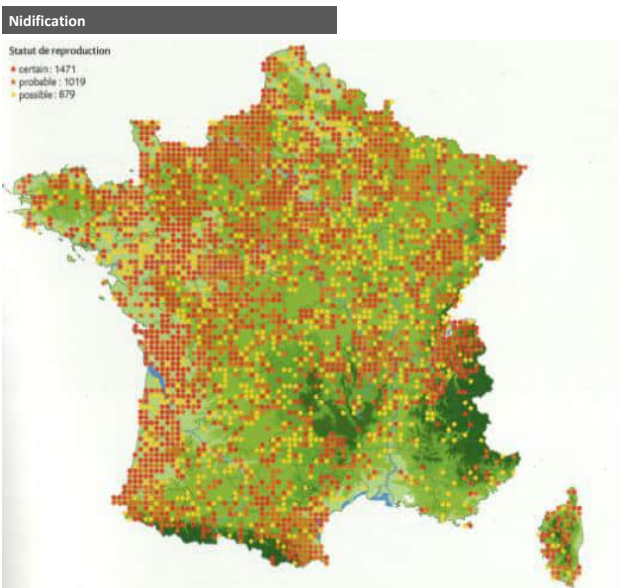 Nidification
Statut de reproduction
• certain : 1471
• probable : 1019
• possible : 879